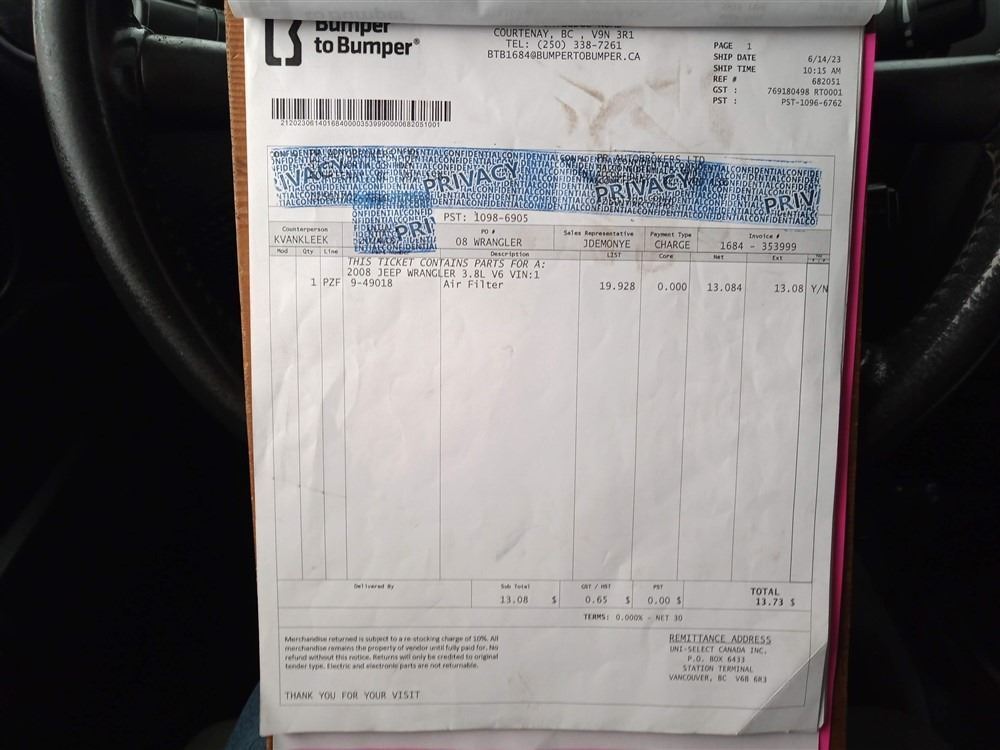 Bumper
to Bumper®
COURTENAY, BC , V9N 3R1
TEL: (250) 338-7261
BTB1684@BUMPERTOBUMPER.CA
PAGE 1
SHIP DATE 6/14/23
SHIP TIME 10:15 AM
REF # 682051
GST : 769180498 RT0001
PST : PST-1096-6762
21202306140168400003539990000682051001
AUTOBROKERS LTD
PRIVACY
PRIVACY
PRIV
PRI
CONFIDENTIAL
PST: 1098-6905
Counterperson PO # Sales Representative Payment Type Invoice #
KVANKLEEK 08 WRANGLER JDEMONYE CHARGE 1684 - 353999
Mod Qty Line Description LIST Core Net Ext
THIS TICKET CONTAINS PARTS FOR A:
2008 JEEP WRANGLER 3.8L V6 VIN:1
1 PZF 9-49018 Air Filter 19.928 0.000 13.084 13.08 Y/N
Delivered By Sub Total GST / HST PST TOTAL
13.08 $ 0.65 $ 0.00 $ 13.73 $
TERMS: 0.000% - NET 30
Merchandise returned is subject to a re-stocking charge of 10%. All
merchandise remains the property of vendor until fully paid for. No
refund without this notice. Returns will only be credited to original
tender type. Electric and electronic parts are not returnable.
REMITTANCE ADDRESS
UNI-SELECT CANADA INC.
P.O. BOX 6433
STATION TERMINAL
VANCOUVER, BC V6B 6R3
THANK YOU FOR YOUR VISIT